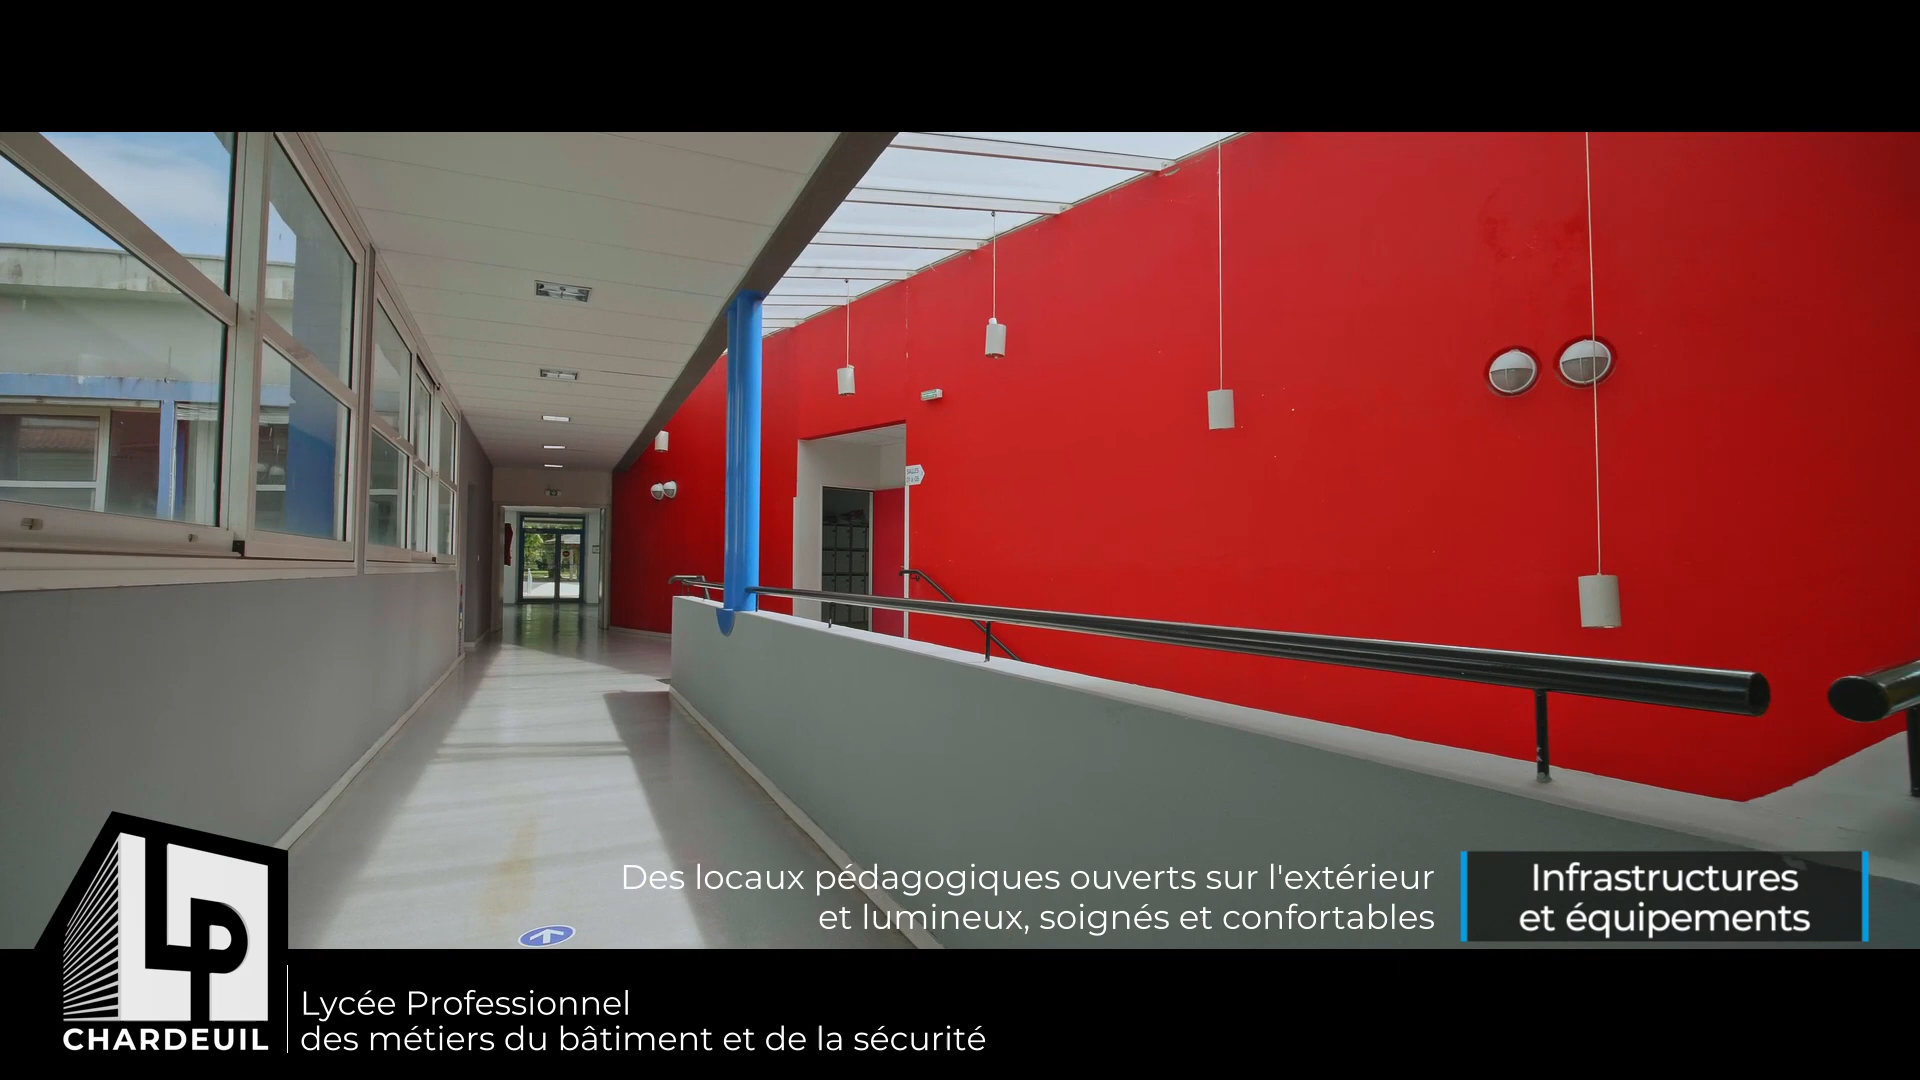 SALLES
Des locaux pédagogiques ouverts sur l'extérieur
et lumineux, soignés et confortables
Infrastructures
et équipements
LP
CHARDEUIL
Lycée Professionnel
des métiers du bâtiment et de la sécurité